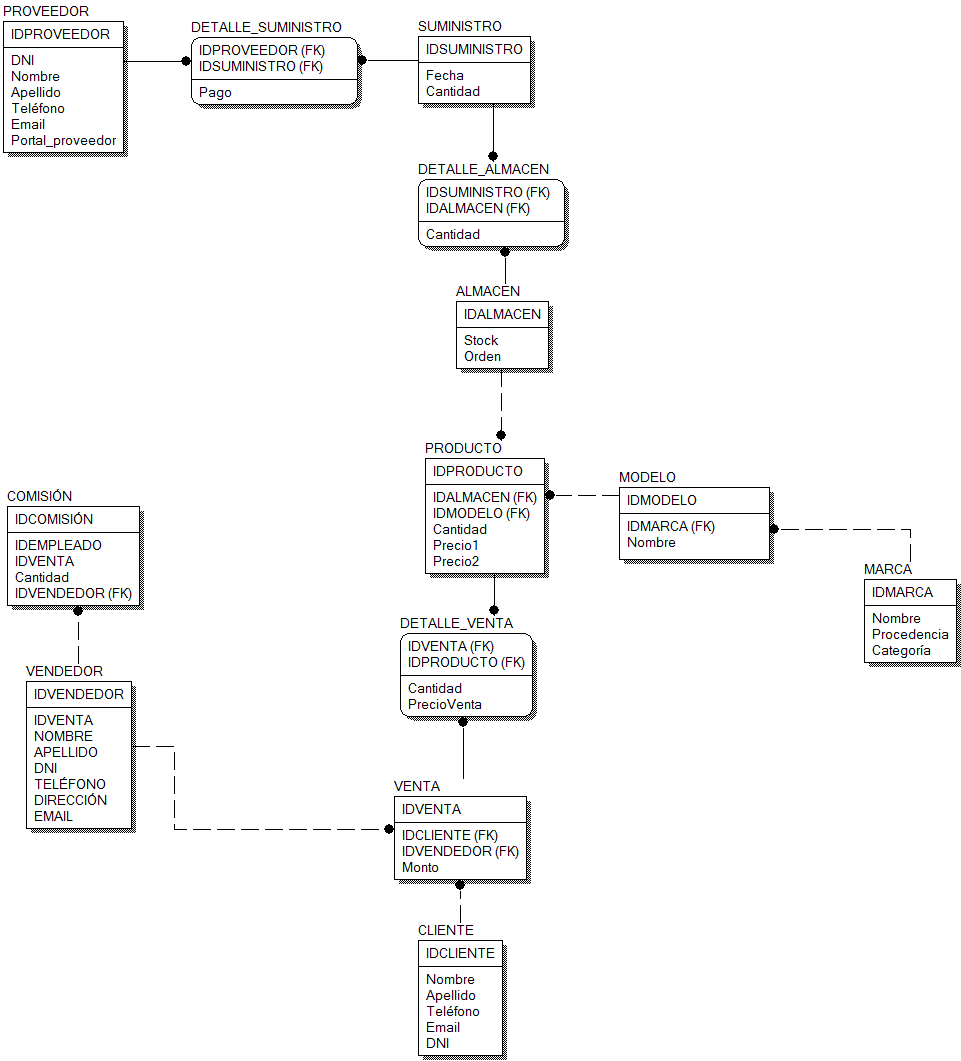 PROVEEDOR
IDPROVEEDOR
DNI
Nombre
Apellido
Teléfono
Email
Portal_proveedor
DETALLE_SUMINISTRO
IDPROVEEDOR (FK)
IDSUMINISTRO (FK)
Pago
SUMINISTRO
IDSUMINISTRO
Fecha
Cantidad
DETALLE_ALMACEN
IDSUMINISTRO (FK)
IDALMACEN (FK)
Cantidad
ALMACEN
IDALMACEN
Stock
Orden
PRODUCTO
IDPRODUCTO
IDALMACEN (FK)
IDMODELO (FK)
Cantidad
Precio1
Precio2
MODELO
IDMODELO
IDMARCA (FK)
Nombre
MARCA
IDMARCA
Nombre
Procedencia
Categoría
COMISIÓN
IDCOMISIÓN
IDEMPLEADO
IDVENTA
Cantidad
IDVENDEDOR (FK)
VENDEDOR
IDVENDEDOR
IDVENTA
NOMBRE
APELLIDO
DNI
TELÉFONO
DIRECCIÓN
EMAIL
DETALLE_VENTA
IDVENTA (FK)
IDPRODUCTO (FK)
Cantidad
PrecioVenta
VENTA
IDVENTA
IDCLIENTE (FK)
IDVENDEDOR (FK)
Monto
CLIENTE
IDCLIENTE
Nombre
Apellido
Teléfono
Email
DNI